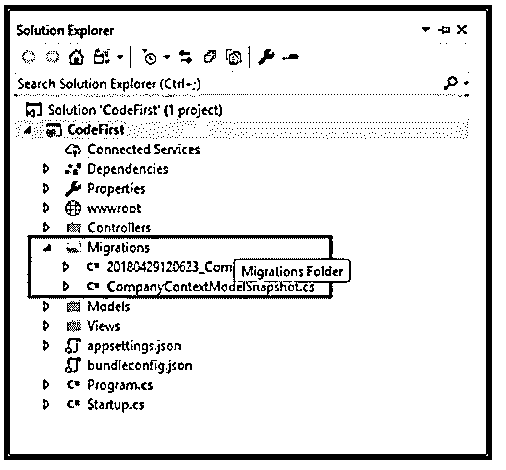 Solution Explorer
Search Solution Explorer (Ctrl+;)
Solution 'CodeFirst' (1 project)
CodeFirst
Connected Services
Dependencies
Properties
wwwroot
Controllers
Migrations
C# 20180429120623_Com
Migrations Folder
C# CompanyContextModelSnapshot.cs
Models
Views
appsettings.json
bundleconfig.json
C# Program.cs
C# Startup.cs